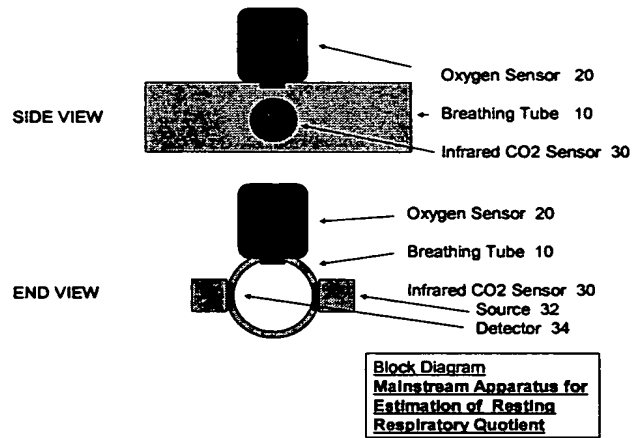 Oxygen Sensor 20
SIDE VIEW
Breathing Tube 10
Infrared CO2 Sensor 30
Oxygen Sensor 20
Breathing Tube 10
END VIEW
Infrared CO2 Sensor 30
Source 32
Detector 34
Block Diagram
Mainstream Apparatus for
Estimation of Resting
Respiratory Quotient